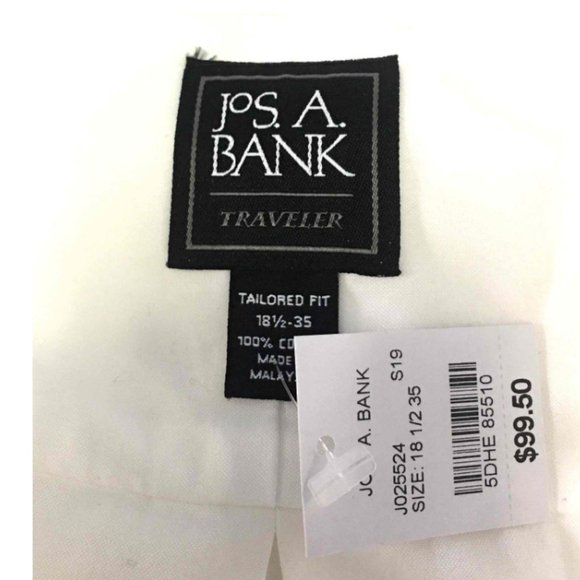 JOS. A.
BANK
TRAVELER
TAILORED FIT
18½-35
100%
MADE
A. BANK S19
J025524
SIZE: 18 1/2 35
5DHE 85510
$99.50